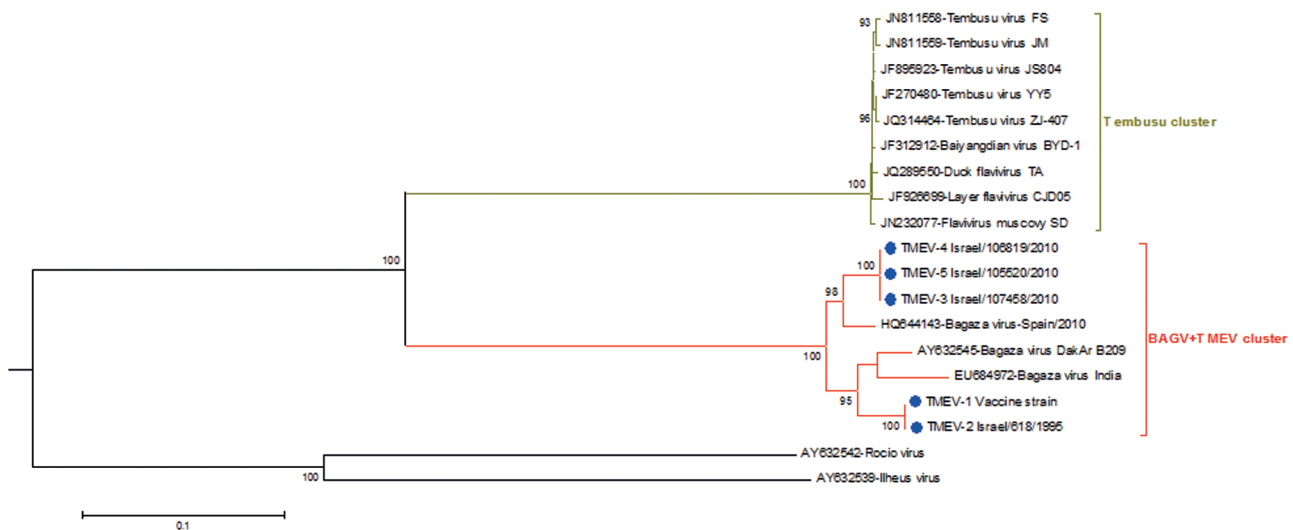 93
JN811558-Tembusu virus FS
JN811559-Tembusu virus JM
JF895923-Tembusu virus JS804
JF270480-Tembusu virus YY5
96
JQ314464-Tembusu virus ZJ-407
Tembusu cluster
JF312912-Baiyangdian virus BYD-1
JQ289550-Duck flavivirus TA
100
JF926699-Layer flavivirus CJD05
JN232077-Flavivirus muscovy SD
TMEV-4 Israel/106819/2010
100
100
TMEV-5 Israel/105520/2010
98
TMEV-3 Israel/107458/2010
HQ644143-Bagaza virus-Spain/2010
BAGV+TMEV cluster
100
AY632545-Bagaza virus DakAr B209
EU684972-Bagaza virus India
95
TMEV-1 Vaccine strain
100
TMEV-2 Israel/618/1995
AY632542-Rocio virus
100
AY632539-Ilheus virus
0.1